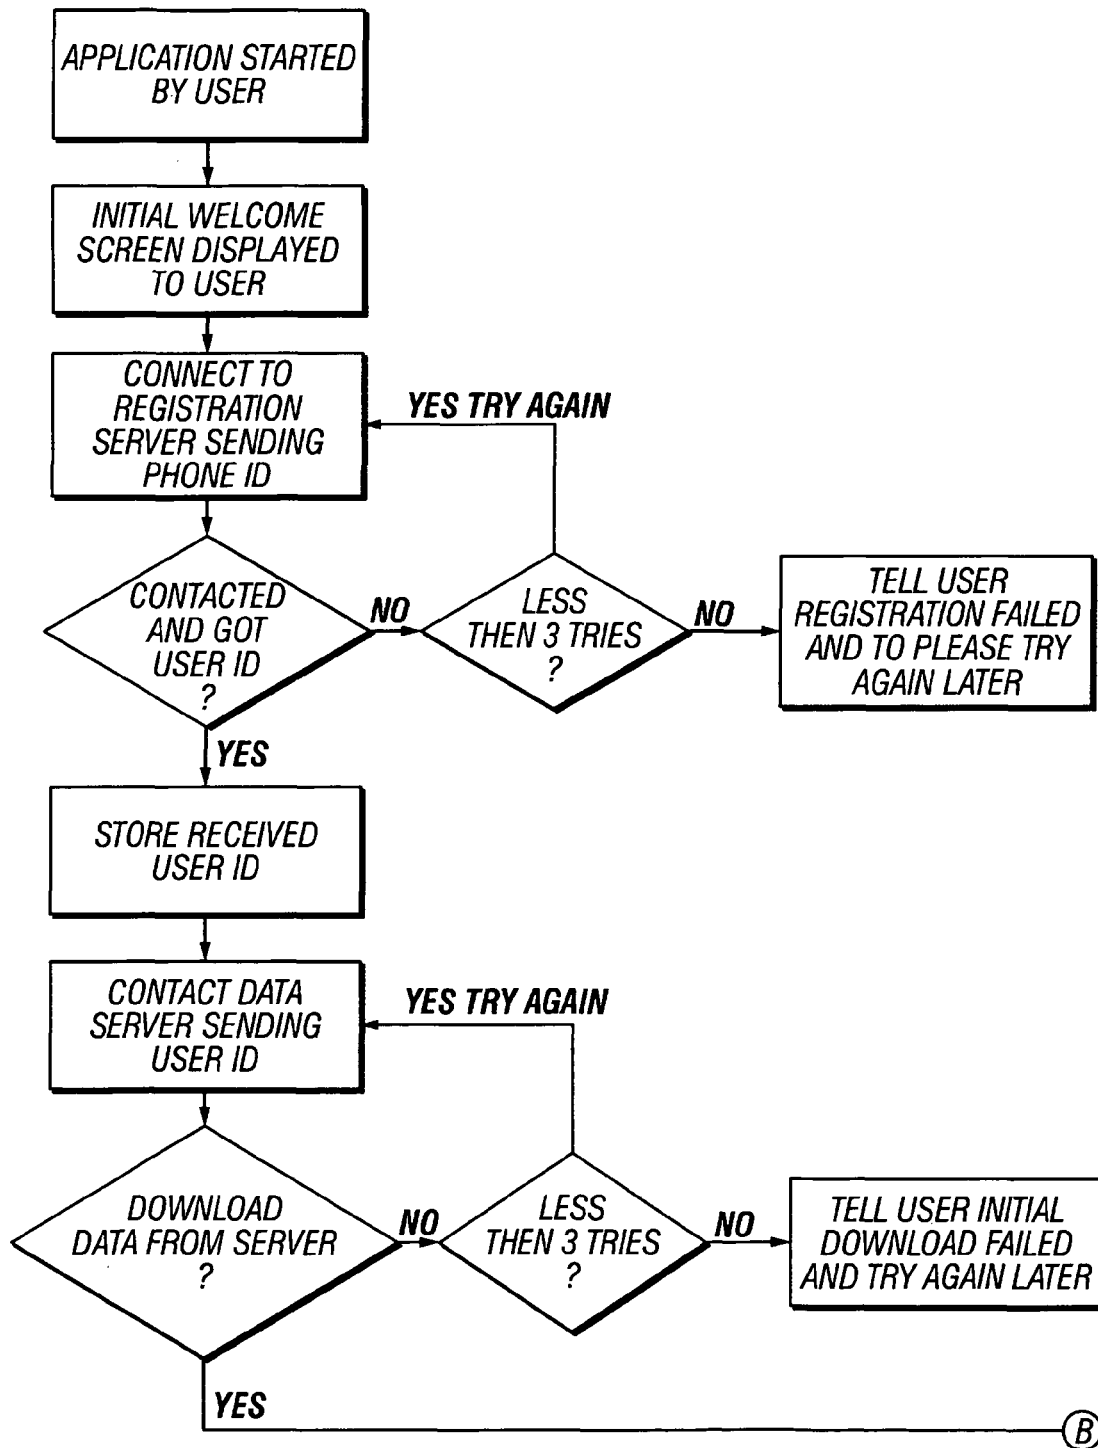 APPLICATION STARTED
BY USER
INITIAL WELCOME
SCREEN DISPLAYED
TO USER
CONNECT TO
REGISTRATION
SERVER SENDING
PHONE ID
YES TRY AGAIN
CONTACTED
AND GOT
USER ID
?
NO
LESS
THEN 3 TRIES
?
NO
TELL USER
REGISTRATION FAILED
AND TO PLEASE TRY
AGAIN LATER
YES
STORE RECEIVED
USER ID
CONTACT DATA
SERVER SENDING
USER ID
YES TRY AGAIN
DOWNLOAD
DATA FROM SERVER
?
NO
LESS
THEN 3 TRIES
?
NO
TELL USER INITIAL
DOWNLOAD FAILED
AND TRY AGAIN LATER
YES
B